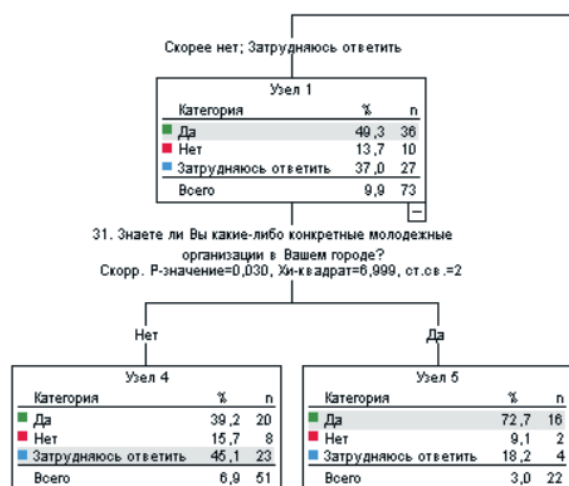 Скорее нет; Затрудняюсь ответить
Узел 1
Категория % n
Да 49,3 36
Нет 13,7 10
Затрудняюсь ответить 37,0 27
Всего 9,9 73
31. Знаете ли Вы какие-либо конкретные молодежные
организации в Вашем городе?
Скорр. Р-значение=0,030, Хи-квадрат=6,999, ст.св.=2
Нет
Да
Узел 4
Категория % n
Да 39,2 20
Нет 15,7 8
Затрудняюсь ответить 45,1 23
Всего 6,9 51
Узел 5
Категория % n
Да 72,7 16
Нет 9,1 2
Затрудняюсь ответить 18,2 4
Всего 3,0 22